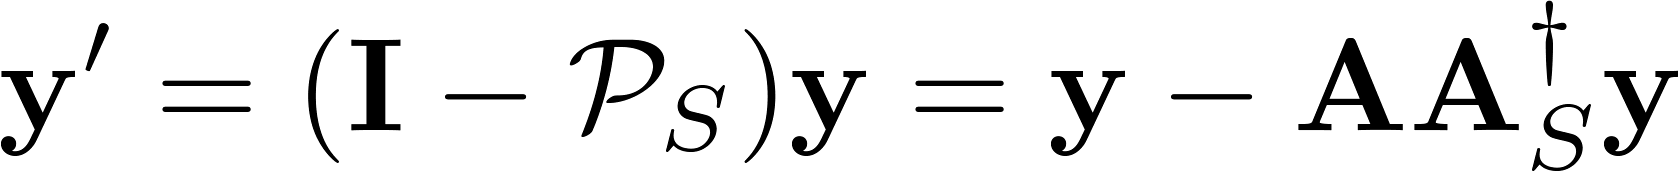 𝐲′ = (𝐈 − 𝒫_S)𝐲 = 𝐲 − 𝐀𝐀_S^†𝐲